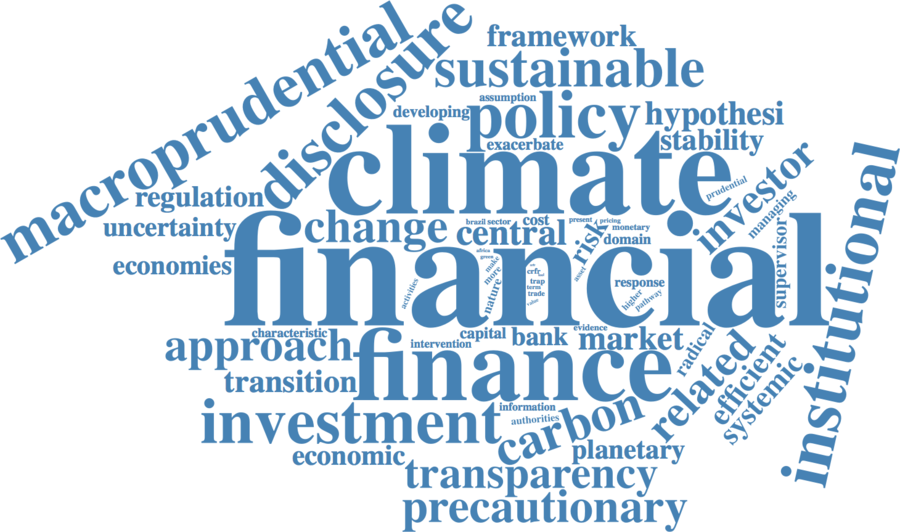 framework
sustainable
macroprudential
disclosure
assumption
developing
policy
hypothesi
exacerbate
stability
climate
prudential
investor
managing
institutional
regulation
uncertainty
change
brazil sector
cost
present
pricing
central
risk
monetary
domain
economies
financial
africa
green
make
more
nature
activities
crfr
trap
term
trade
value
asset
response
higher
pathway
supervisor
characteristic
approach
intervention
capital
bank
evidence
market
radical
related
efficient
systemic
transition
finance
investment
information
authorities
carbon
economic
planetary
transparency
precautionary